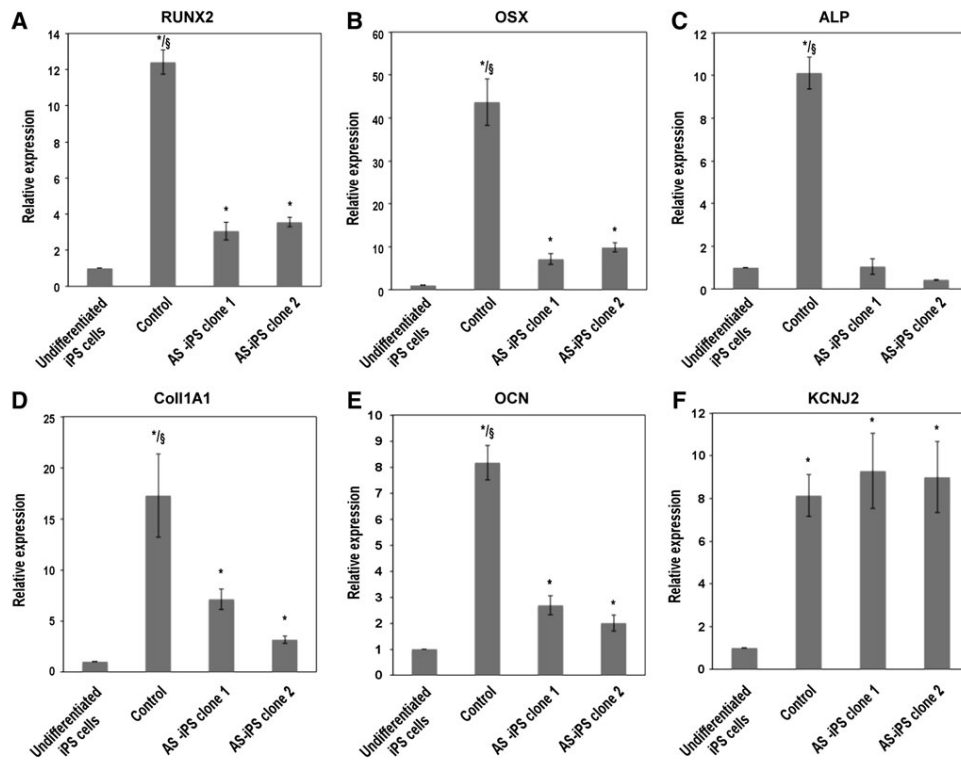 A
RUNX2
Relative expression
14
12
10
8
6
4
2
0
*/§
*
*
Undifferentiated
iPS cells
Control
AS -iPS clone 1
AS-iPS clone 2
B
OSX
Relative expression
60
50
40
30
20
10
0
*/§
*
*
Undifferentiated
iPS cells
Control
AS -iPS clone 1
AS-iPS clone 2
C
ALP
Relative expression
12
10
8
6
4
2
0
*/§
Undifferentiated
iPS cells
Control
AS -iPS clone 1
AS-iPS clone 2
D
Coll1A1
Relative expression
25
20
15
10
5
0
*/§
*
*
Undifferentiated
iPS cells
Control
AS -iPS clone 1
AS-iPS clone 2
E
OCN
Relative expression
10
9
8
7
6
5
4
3
2
1
0
*/§
*
*
Undifferentiated
iPS cells
Control
AS -iPS clone 1
AS-iPS clone 2
F
KCNJ2
Relative expression
12
10
8
6
4
2
0
*
*
*
Undifferentiated
iPS cells
Control
AS -iPS clone 1
AS-iPS clone 2